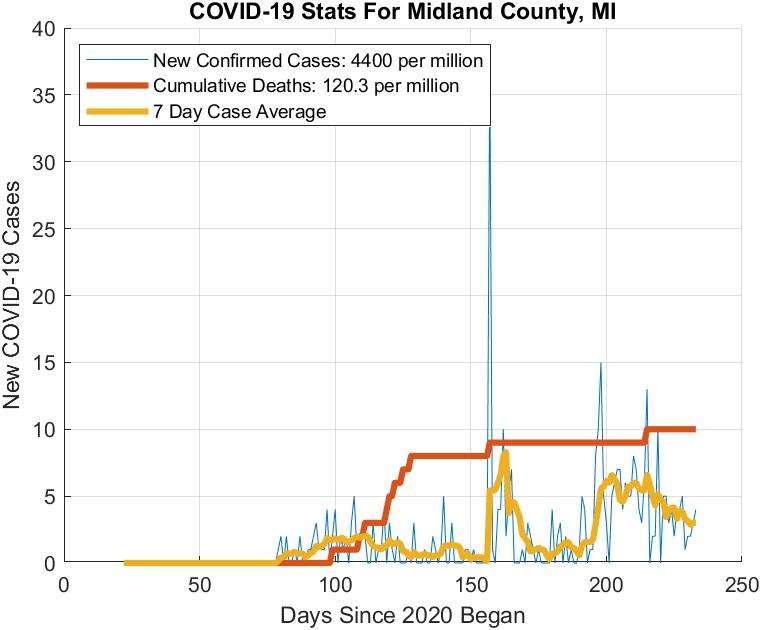 COVID-19 Stats For Midland County, MI
New Confirmed Cases: 4400 per million
Cumulative Deaths: 120.3 per million
7 Day Case Average
New COVID-19 Cases
40
35
30
25
20
15
10
5
0
0 50 100 150 200 250
Days Since 2020 Began